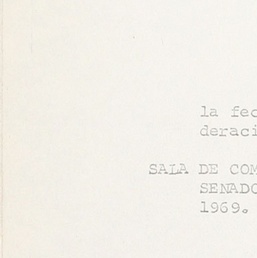 la fec
deraci
SALA DE COM
SENADO
1969.